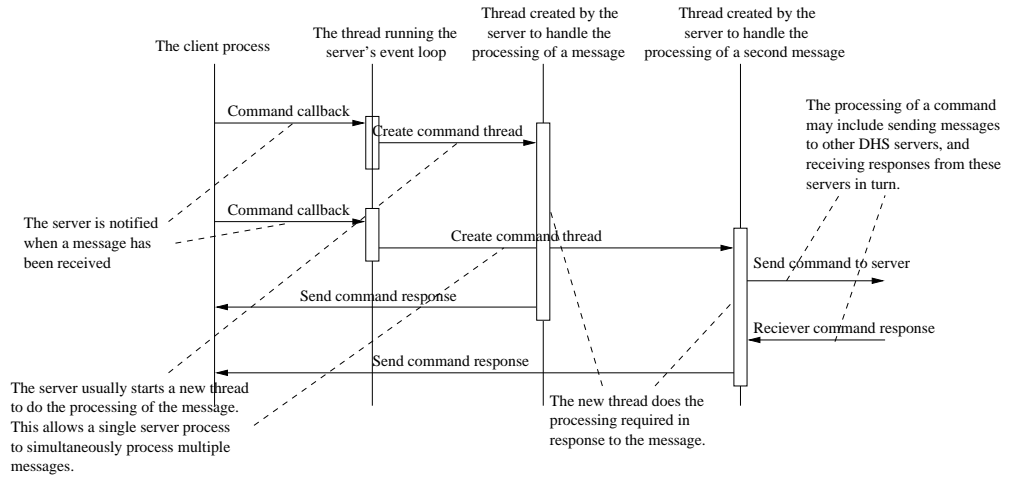 The client process
The thread running the
server's event loop
Thread created by the
server to handle the
processing of a message
Thread created by the
server to handle the
processing of a second message
Command callback
Create command thread
The processing of a command
may include sending messages
to other DHS servers, and
receiving responses from these
servers in turn.
The server is notified
when a message has
been received
Command callback
Create command thread
Send command to server
Send command response
Reciever command response
Send command response
The server usually starts a new thread
to do the processing of the message.
This allows a single server process
to simultaneously process multiple
messages.
The new thread does the
processing required in
response to the message.